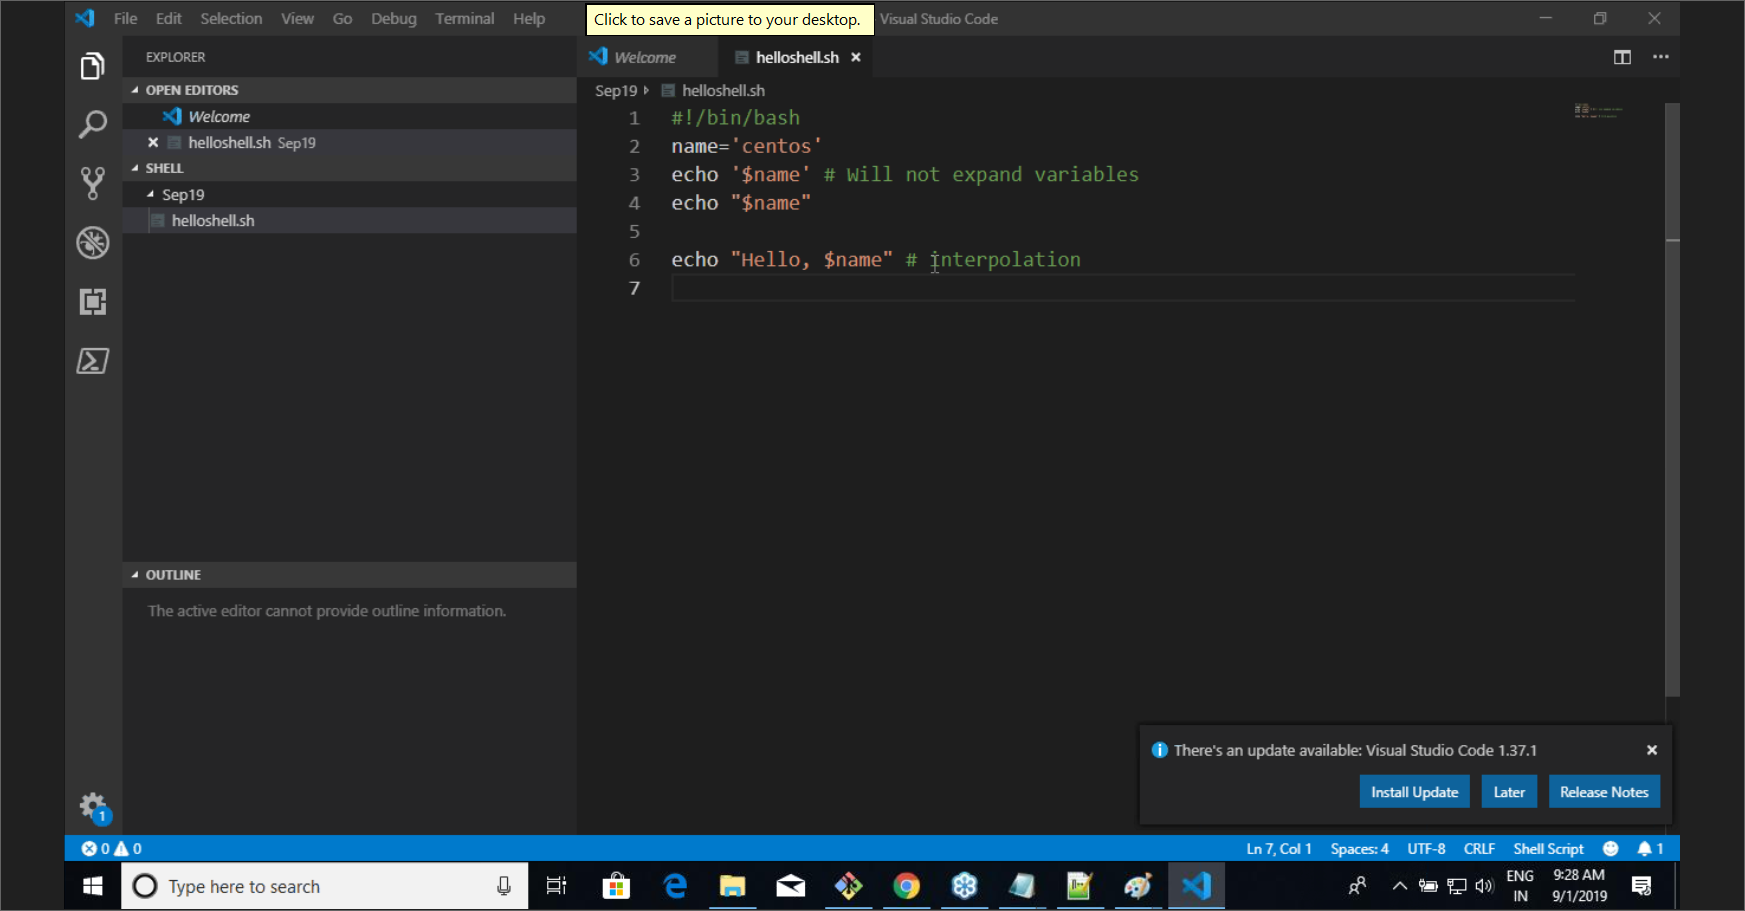 File Edit Selection View Go Debug Terminal Help
Click to save a picture to your desktop.
Visual Studio Code
EXPLORER
OPEN EDITORS
Welcome
helloshell.sh Sep19
SHELL
Sep19
helloshell.sh
OUTLINE
The active editor cannot provide outline information.
1
Welcome
helloshell.sh
Sep19 helloshell.sh
1 #!/bin/bash
2 name='centos'
3 echo '$name' # Will not expand variables
4 echo "$name"
5
6 echo "Hello, $name" # interpolation
7
There's an update available: Visual Studio Code 1.37.1
Install Update Later Release Notes
0 0
Ln 7, Col 1 Spaces: 4 UTF-8 CRLF Shell Script 1
Type here to search
ENG
IN
9:28 AM
9/1/2019